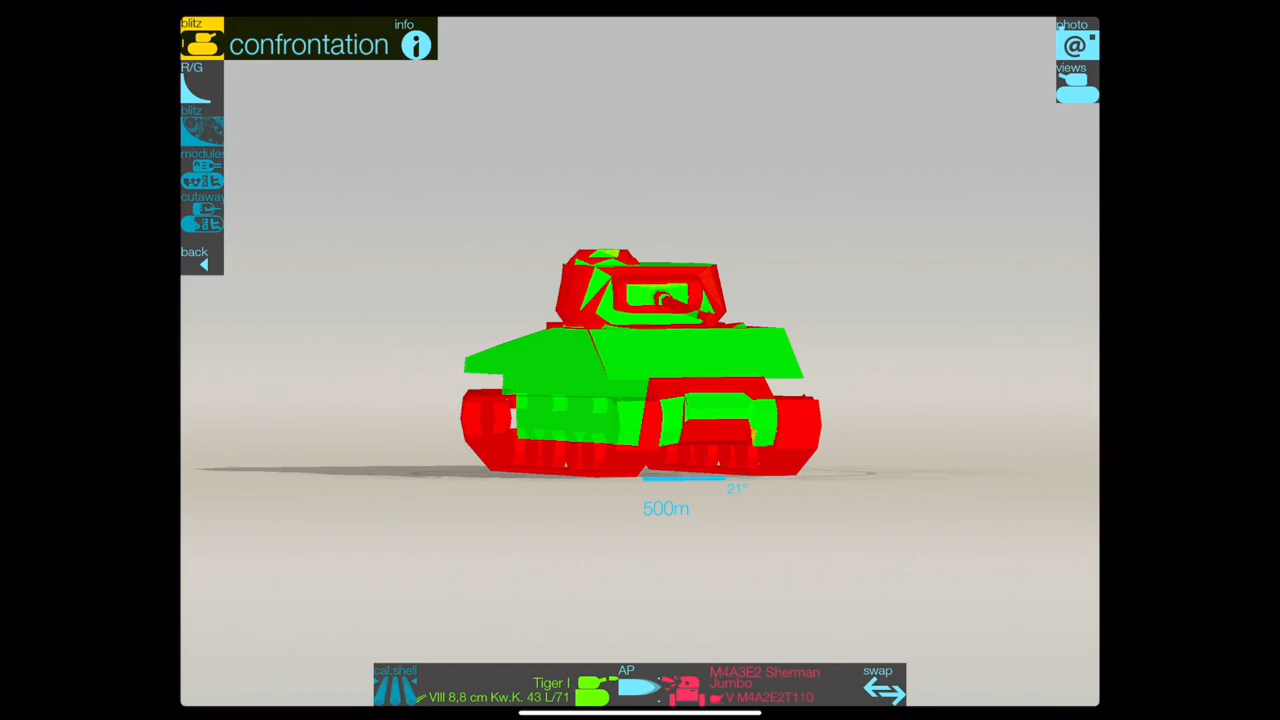 blitz
confrontation
info
R/G
blitz
modules
cutaway
back
photo
@
views
21°
500m
cal.shell
Tiger I
VIII 8,8 cm Kw.K. 43 L/71
AP
M4A3E2 Sherman
Jumbo
V M4A2E2T110
swap